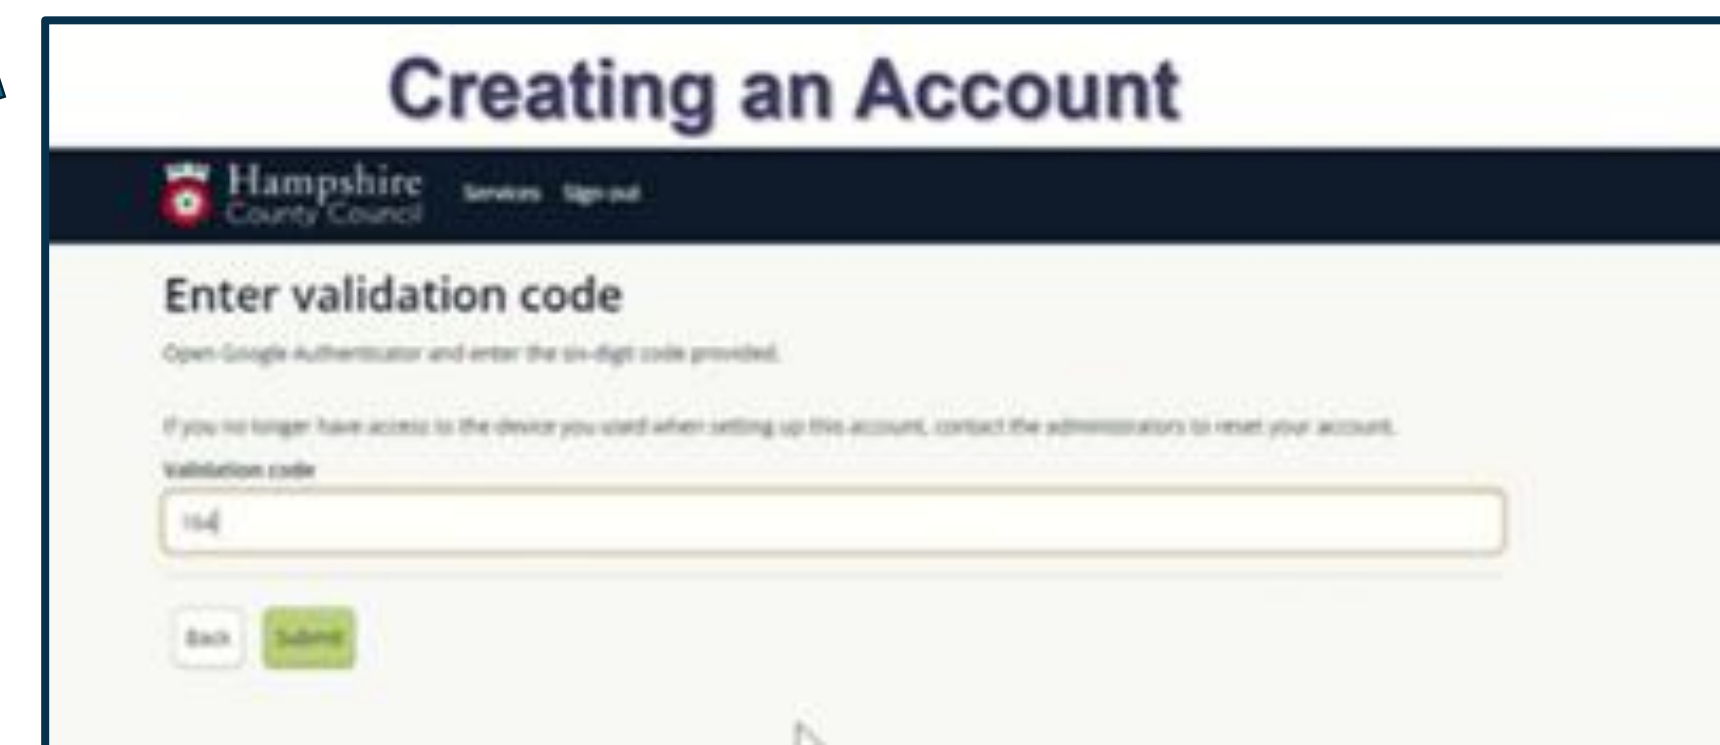 Creating an Account
Hampshire
County Council
Services Sign out
Enter validation code
Open Google Authenticator and enter the six-digit code provided.
If you no longer have access to the device you used when setting up this account, contact the administrators to reset your account.
Validation code
164
Back Submit